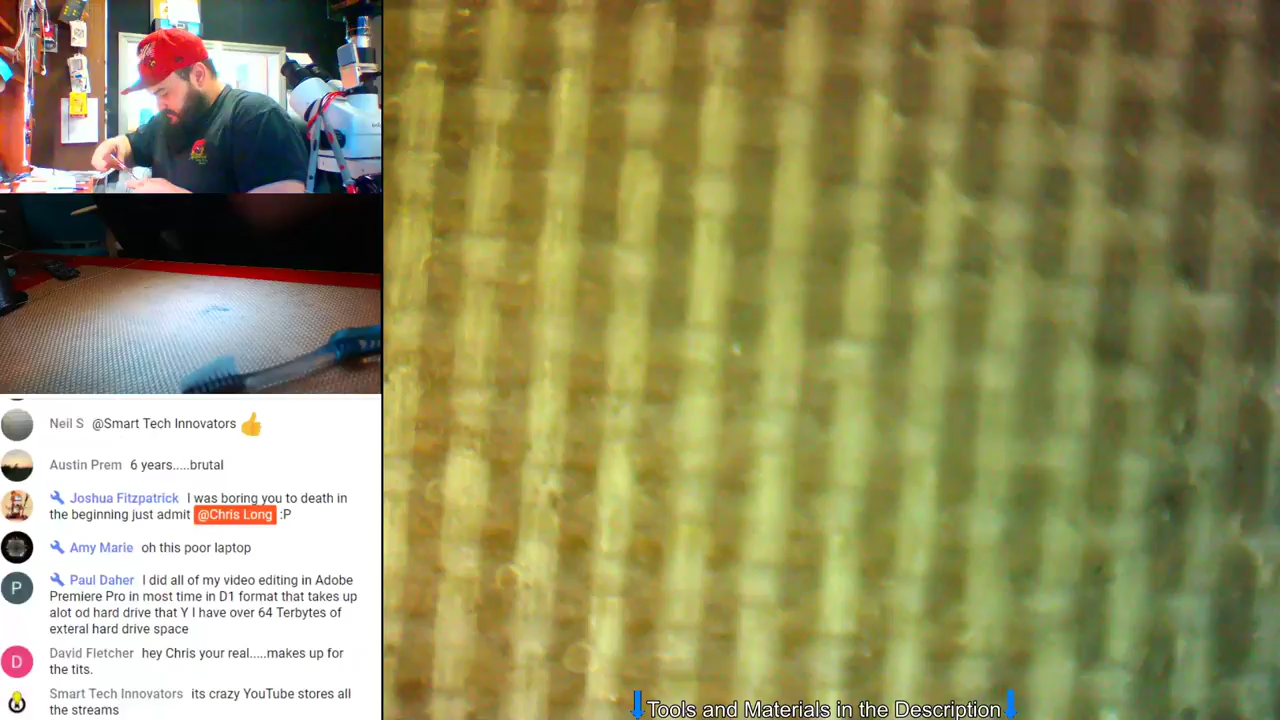 Neil S @Smart Tech Innovators
Austin Prem 6 years.....brutal
Joshua Fitzpatrick I was boring you to death in
the beginning just admit @Chris Long :P
Amy Marie oh this poor laptop
P
Paul Daher I did all of my video editing in Adobe
Premiere Pro in most time in D1 format that takes up
alot od hard drive that Y I have over 64 Terbytes of
exteral hard drive space
D
David Fletcher hey Chris your real.....makes up for
the tits.
Smart Tech Innovators its crazy YouTube stores all
the streams
Tools and Materials in the Description